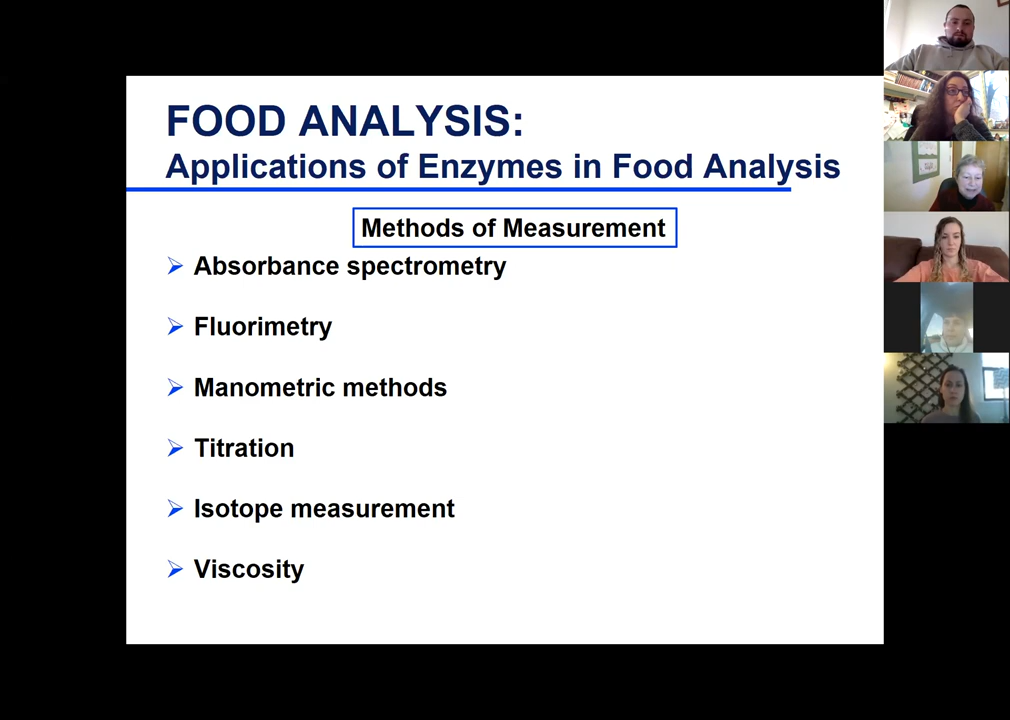 FOOD ANALYSIS:
Applications of Enzymes in Food Analysis
Methods of Measurement
Absorbance spectrometry
Fluorimetry
Manometric methods
Titration
Isotope measurement
Viscosity